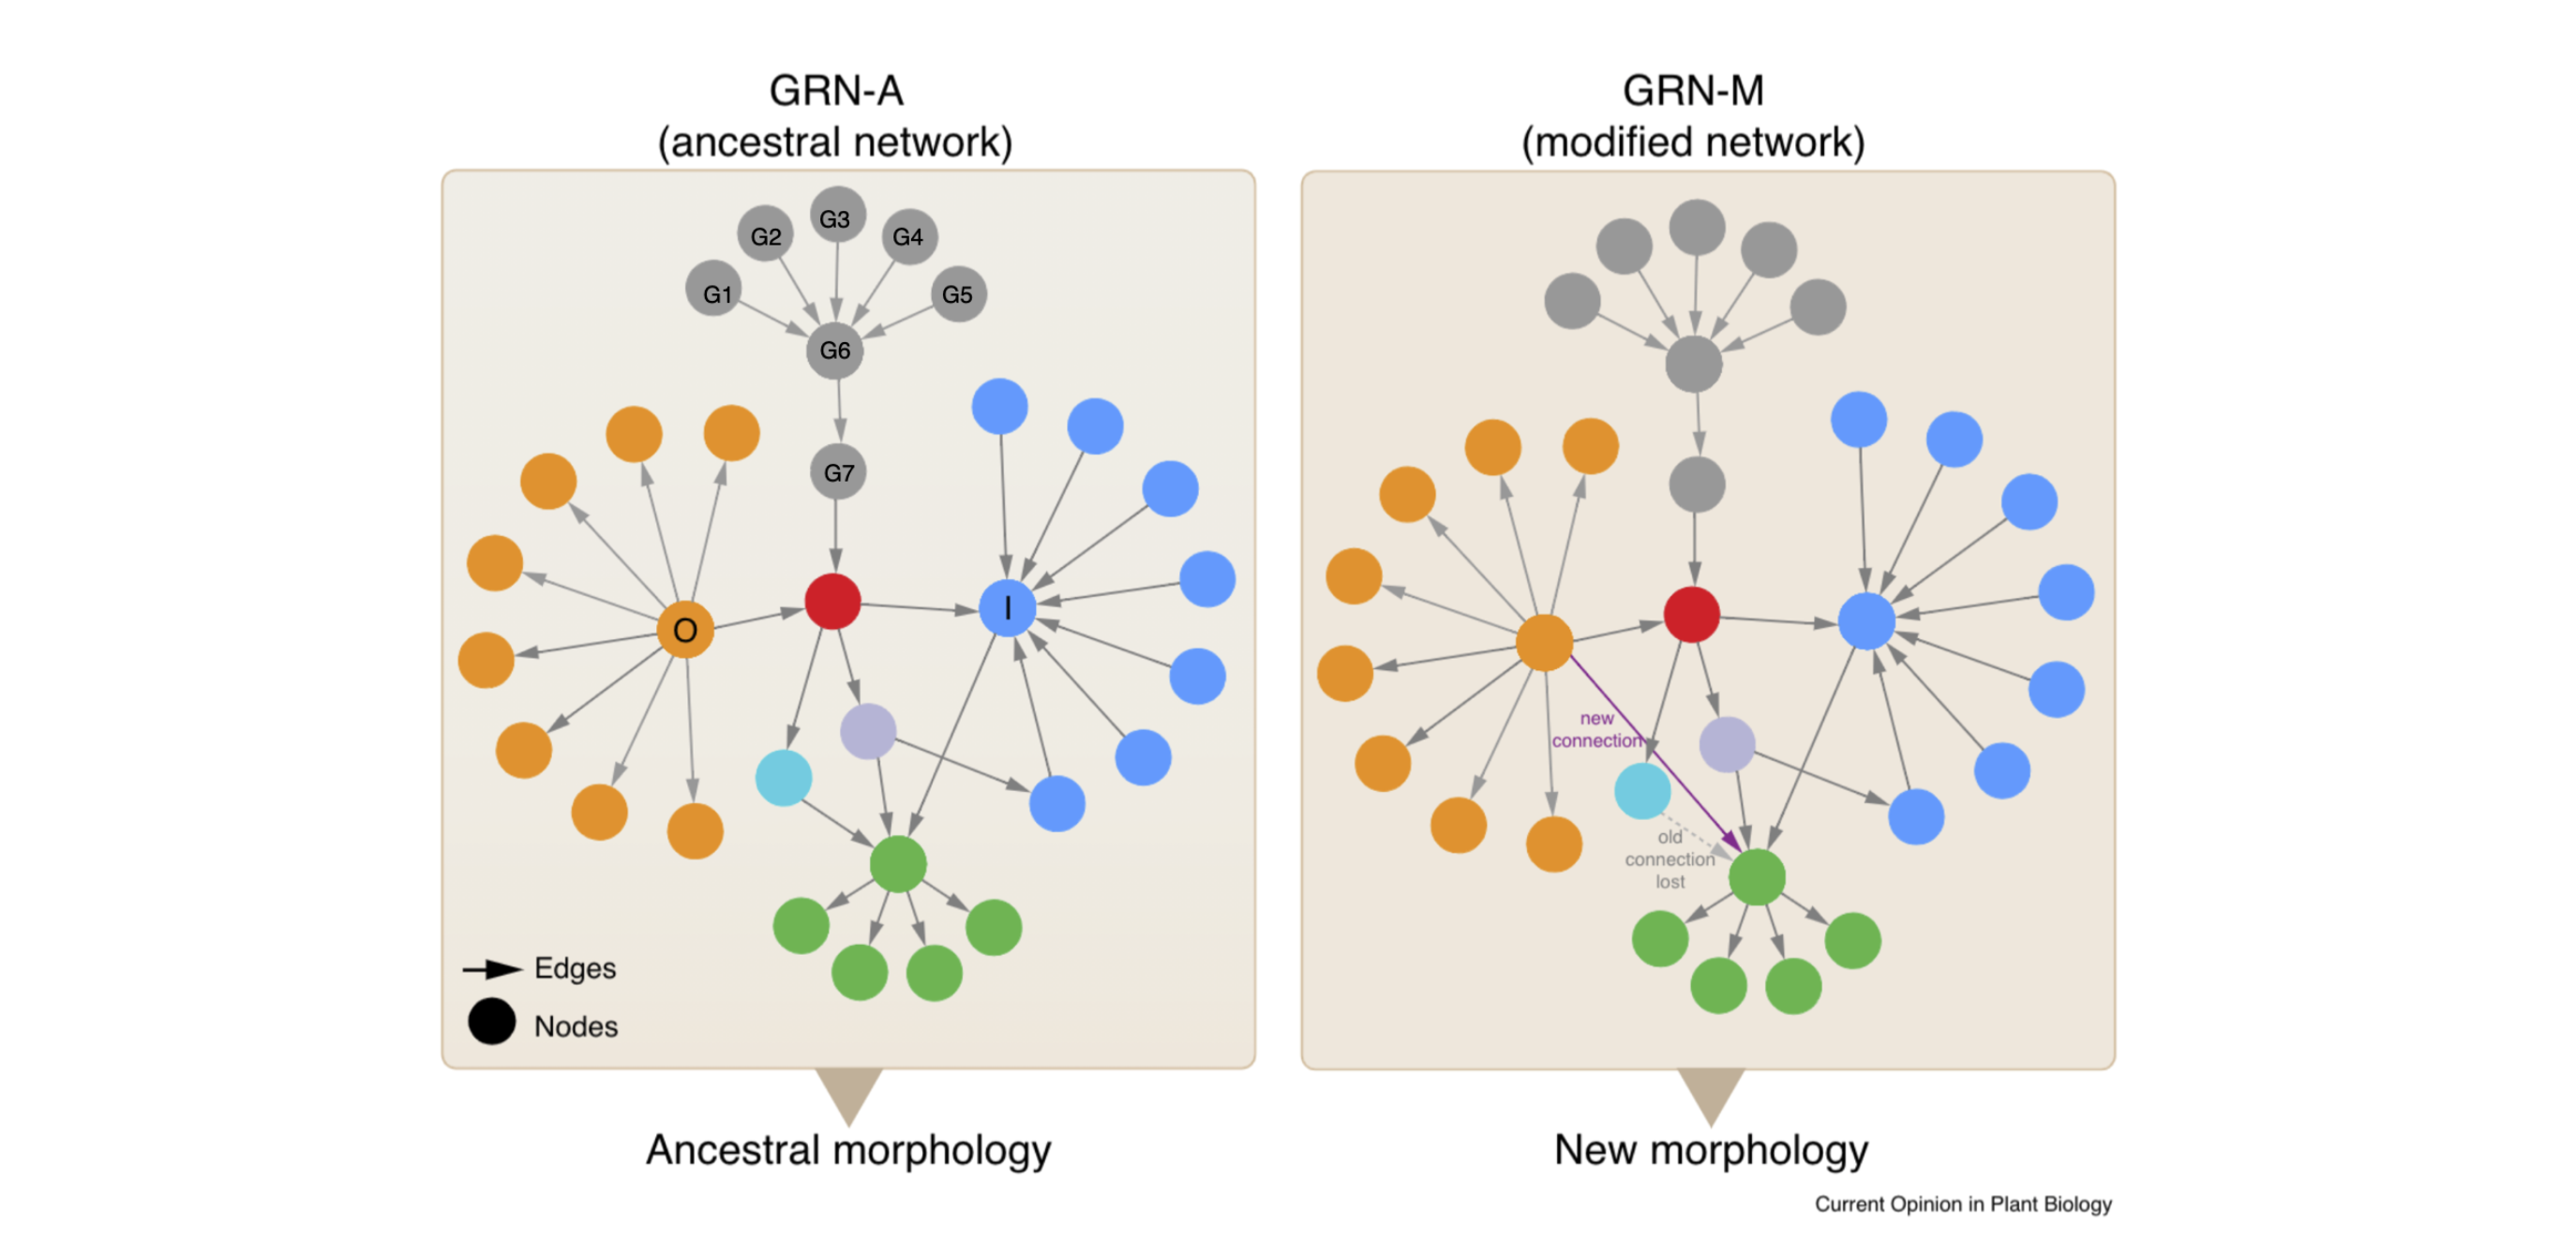 GRN-A
(ancestral network)
G1
G2
G3
G4
G5
G6
G7
O
I
Edges
Nodes
Ancestral morphology
GRN-M
(modified network)
new
connection
old
connection
lost
New morphology
Current Opinion in Plant Biology